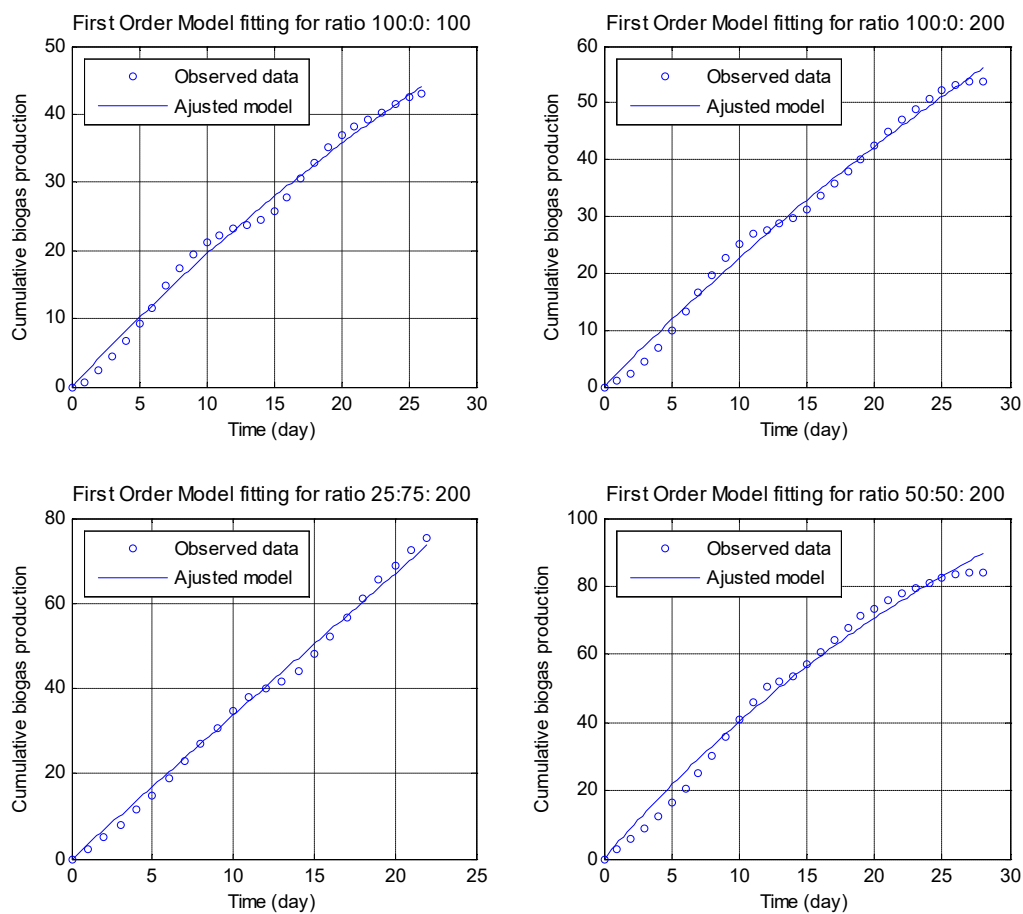 First Order Model fitting for ratio 100:0: 100
50
40
30
20
10
0
0 5 10 15 20 25 30
Observed data
Ajusted model
Cumulative biogas production
Time (day)
First Order Model fitting for ratio 100:0: 200
60
50
40
30
20
10
0
0 5 10 15 20 25 30
Observed data
Ajusted model
Cumulative biogas production
Time (day)
First Order Model fitting for ratio 25:75: 200
80
60
40
20
0
0 5 10 15 20 25
Observed data
Ajusted model
Cumulative biogas production
Time (day)
First Order Model fitting for ratio 50:50: 200
100
80
60
40
20
0
0 5 10 15 20 25 30
Observed data
Ajusted model
Cumulative biogas production
Time (day)